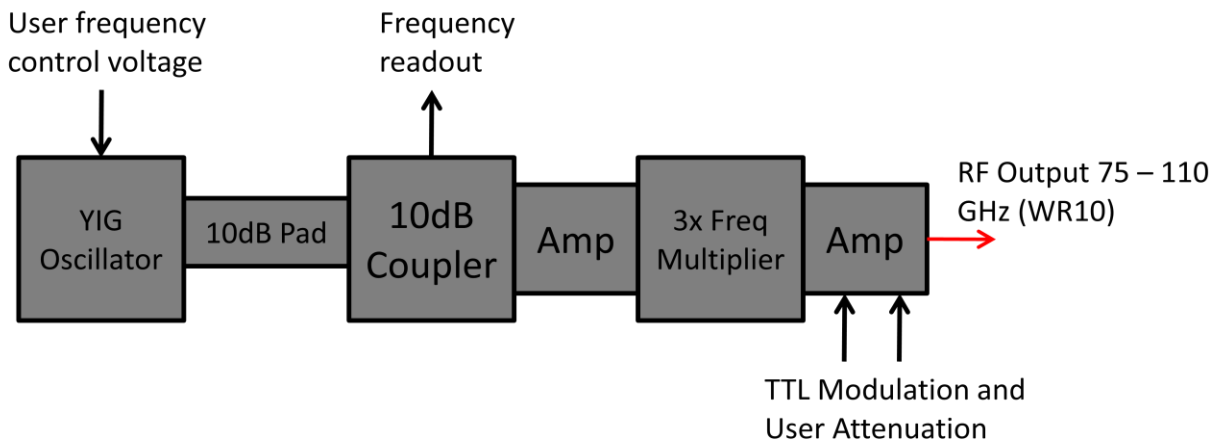 User frequency
control voltage
Frequency
readout
YIG
Oscillator
10dB Pad
10dB
Coupler
Amp
3x Freq
Multiplier
Amp
RF Output 75 – 110
GHz (WR10)
TTL Modulation and
User Attenuation